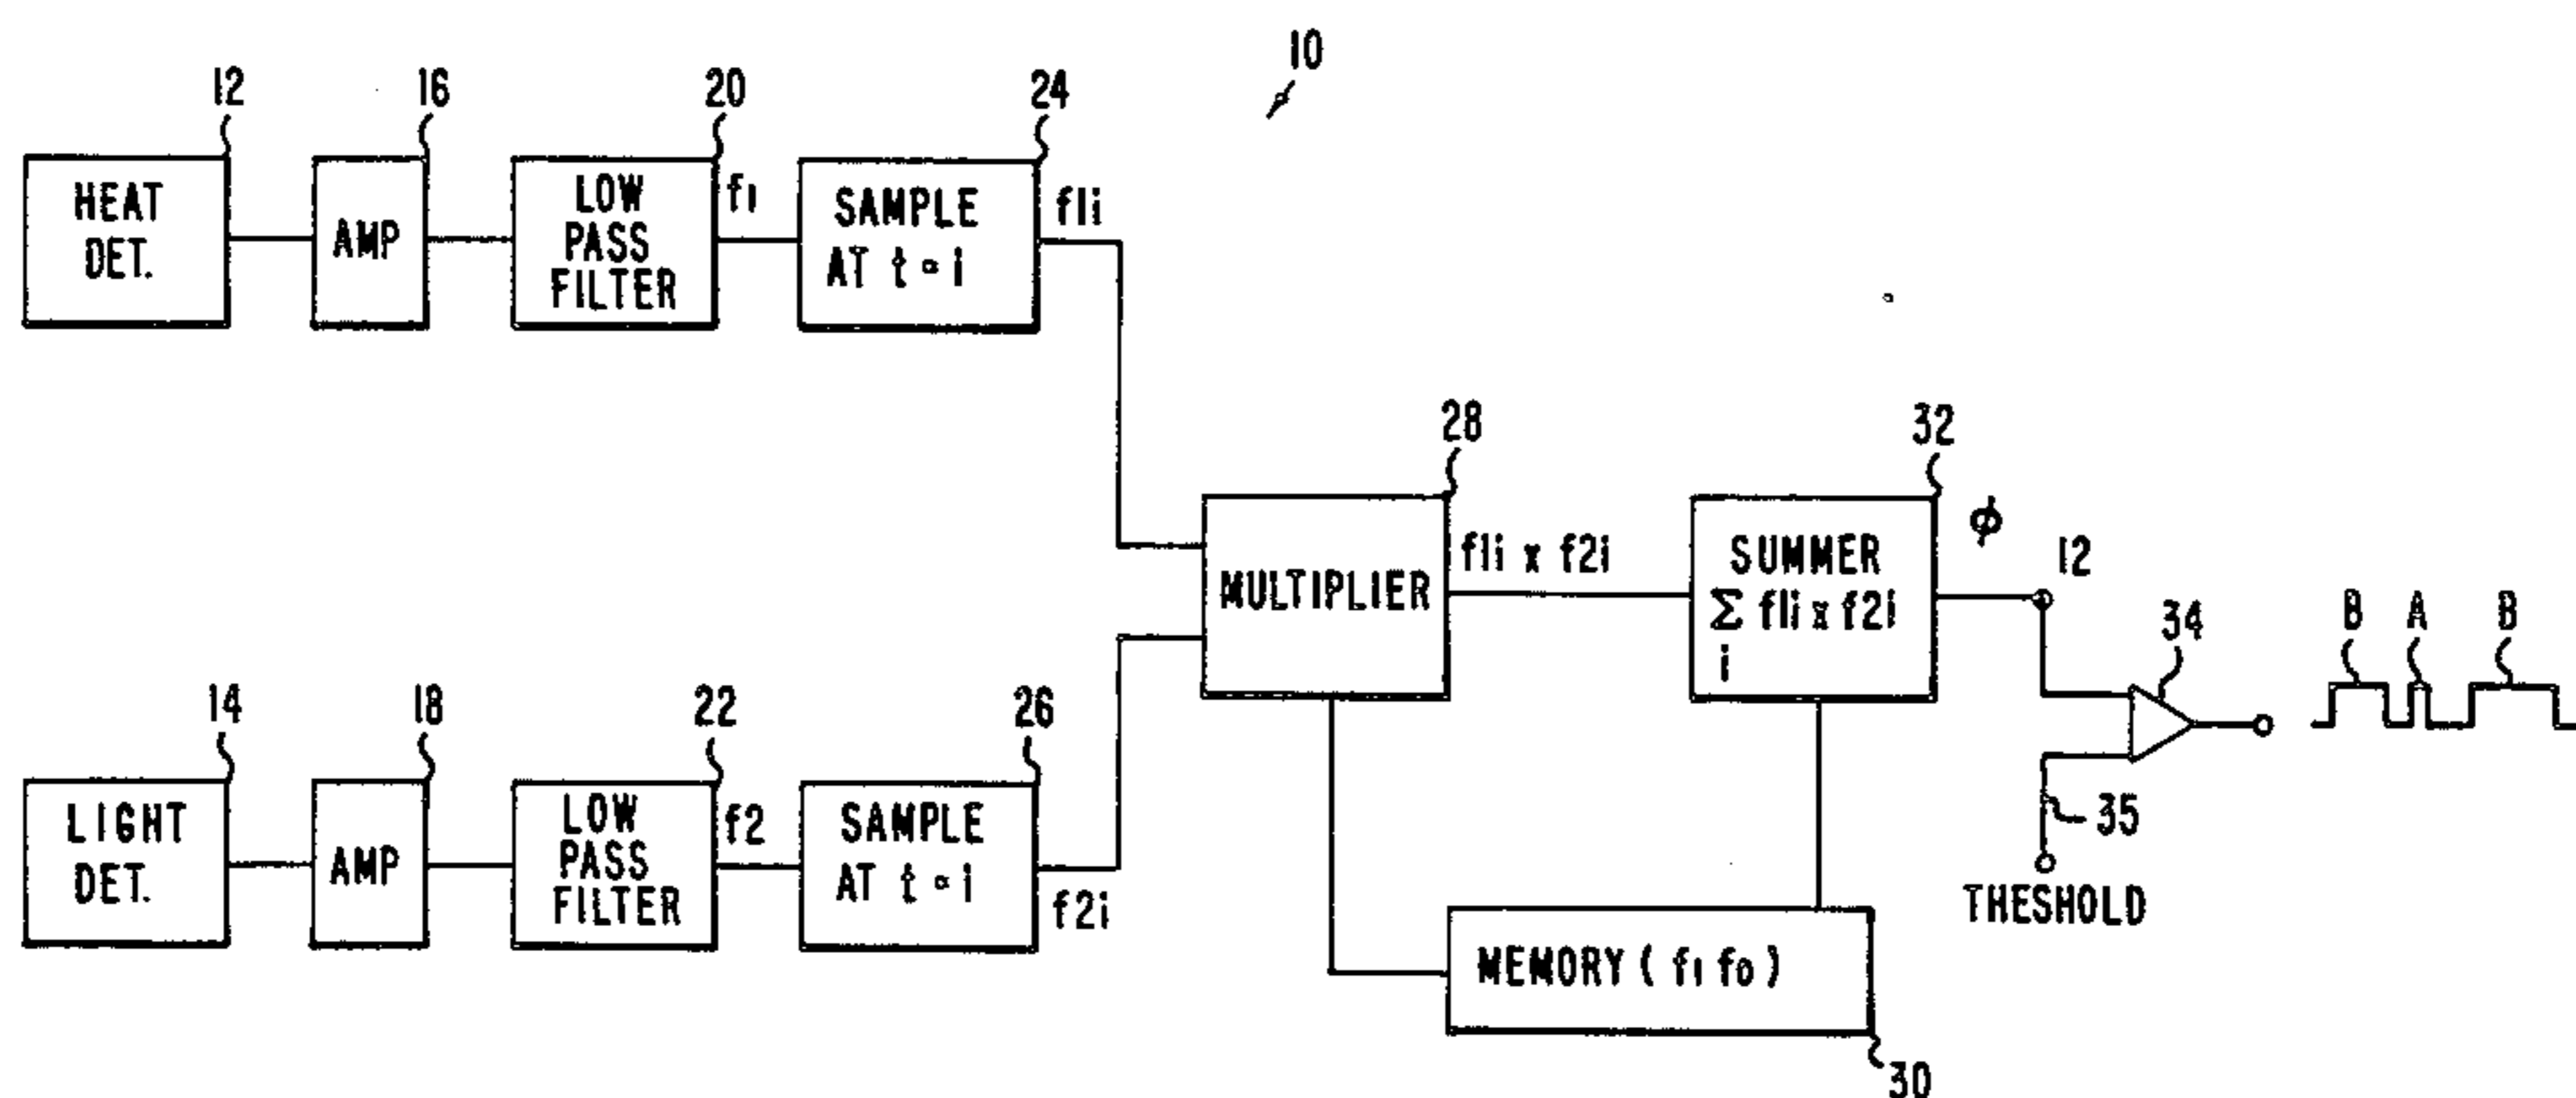 10
12
16
20
24
HEAT
DET.
AMP
LOW
PASS
FILTER
f1
SAMPLE
AT t = i
f1i
14
18
22
26
LIGHT
DET.
AMP
LOW
PASS
FILTER
f2
SAMPLE
AT t = i
f2i
28
MULTIPLIER
f1i x f2i
32
SUMMER
Σ f1i x f2i
i
ϕ
12
34
35
THESHOLD
B A B
MEMORY ( f1 f0 )
30